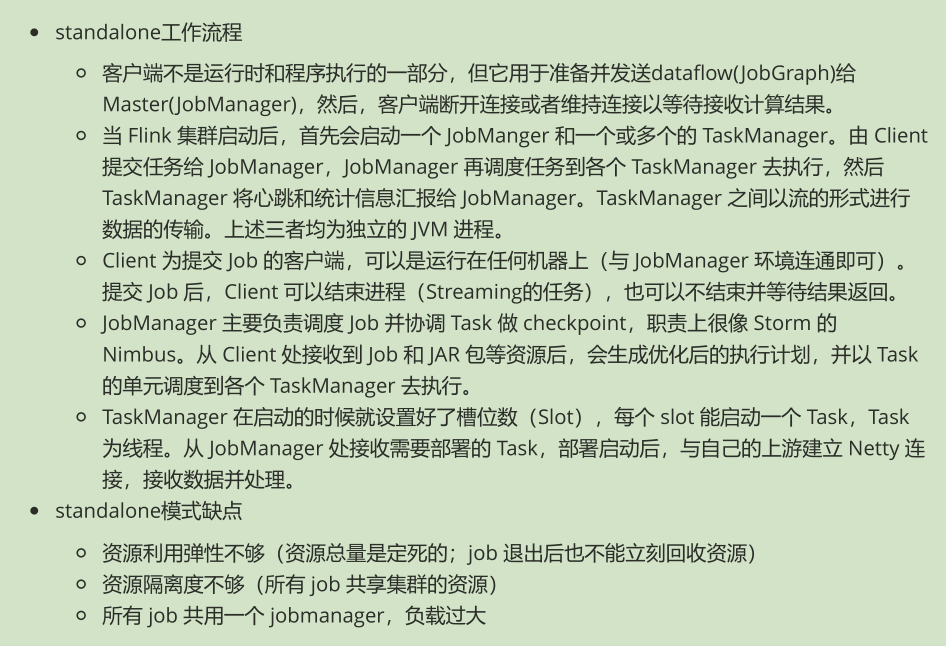 standalone工作流程
客户端不是运行时和程序执行的一部分，但它用于准备并发送dataflow(JobGraph)给
Master(JobManager)，然后，客户端断开连接或者维持连接以等待接收计算结果。
当 Flink 集群启动后，首先会启动一个 JobManger 和一个或多个的 TaskManager。由 Client
提交任务给 JobManager，JobManager 再调度任务到各个 TaskManager 去执行，然后
TaskManager 将心跳和统计信息汇报给 JobManager。TaskManager 之间以流的形式进行
数据的传输。上述三者均为独立的 JVM 进程。
Client 为提交 Job 的客户端，可以是运行在任何机器上（与 JobManager 环境连通即可）。
提交 Job 后，Client 可以结束进程（Streaming的任务），也可以不结束并等待结果返回。
JobManager 主要负责调度 Job 并协调 Task 做 checkpoint，职责上很像 Storm 的
Nimbus。从 Client 处接收到 Job 和 JAR 包等资源后，会生成优化后的执行计划，并以 Task
的单元调度到各个 TaskManager 去执行。
TaskManager 在启动的时候就设置好了槽位数（Slot），每个 slot 能启动一个 Task，Task
为线程。从 JobManager 处接收需要部署的 Task，部署启动后，与自己的上游建立 Netty 连
接，接收数据并处理。
standalone模式缺点
资源利用弹性不够（资源总量是定死的；job 退出后也不能立刻回收资源）
资源隔离度不够（所有 job 共享集群的资源）
所有 job 共用一个 jobmanager，负载过大